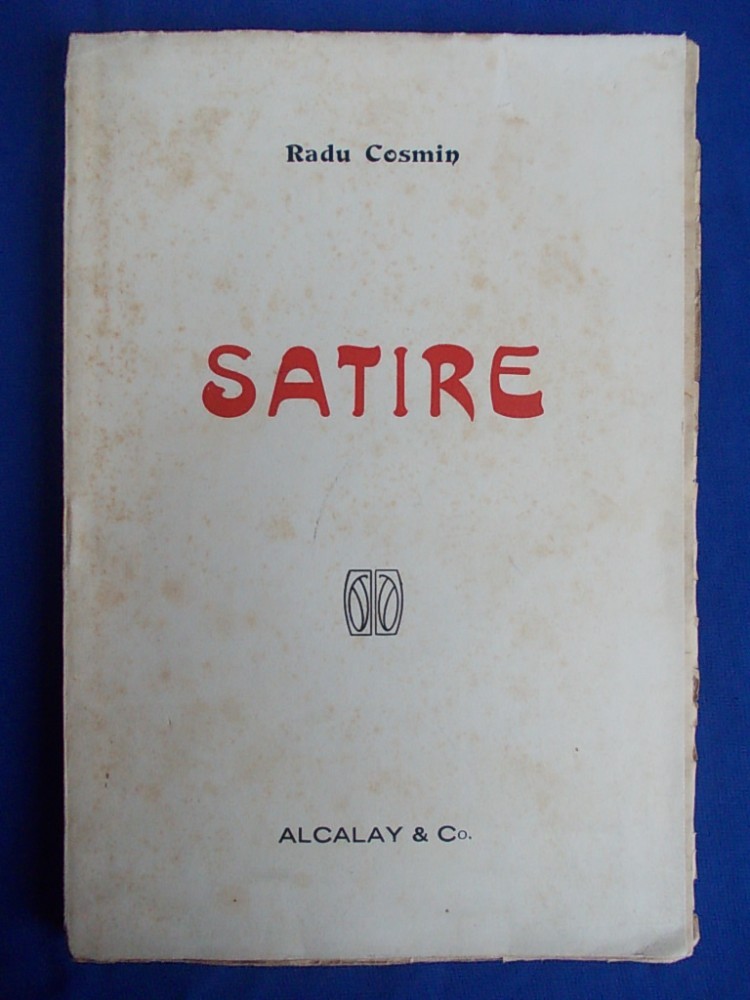 Radu Cosmin
SATIRE
ALCALAY & Co.